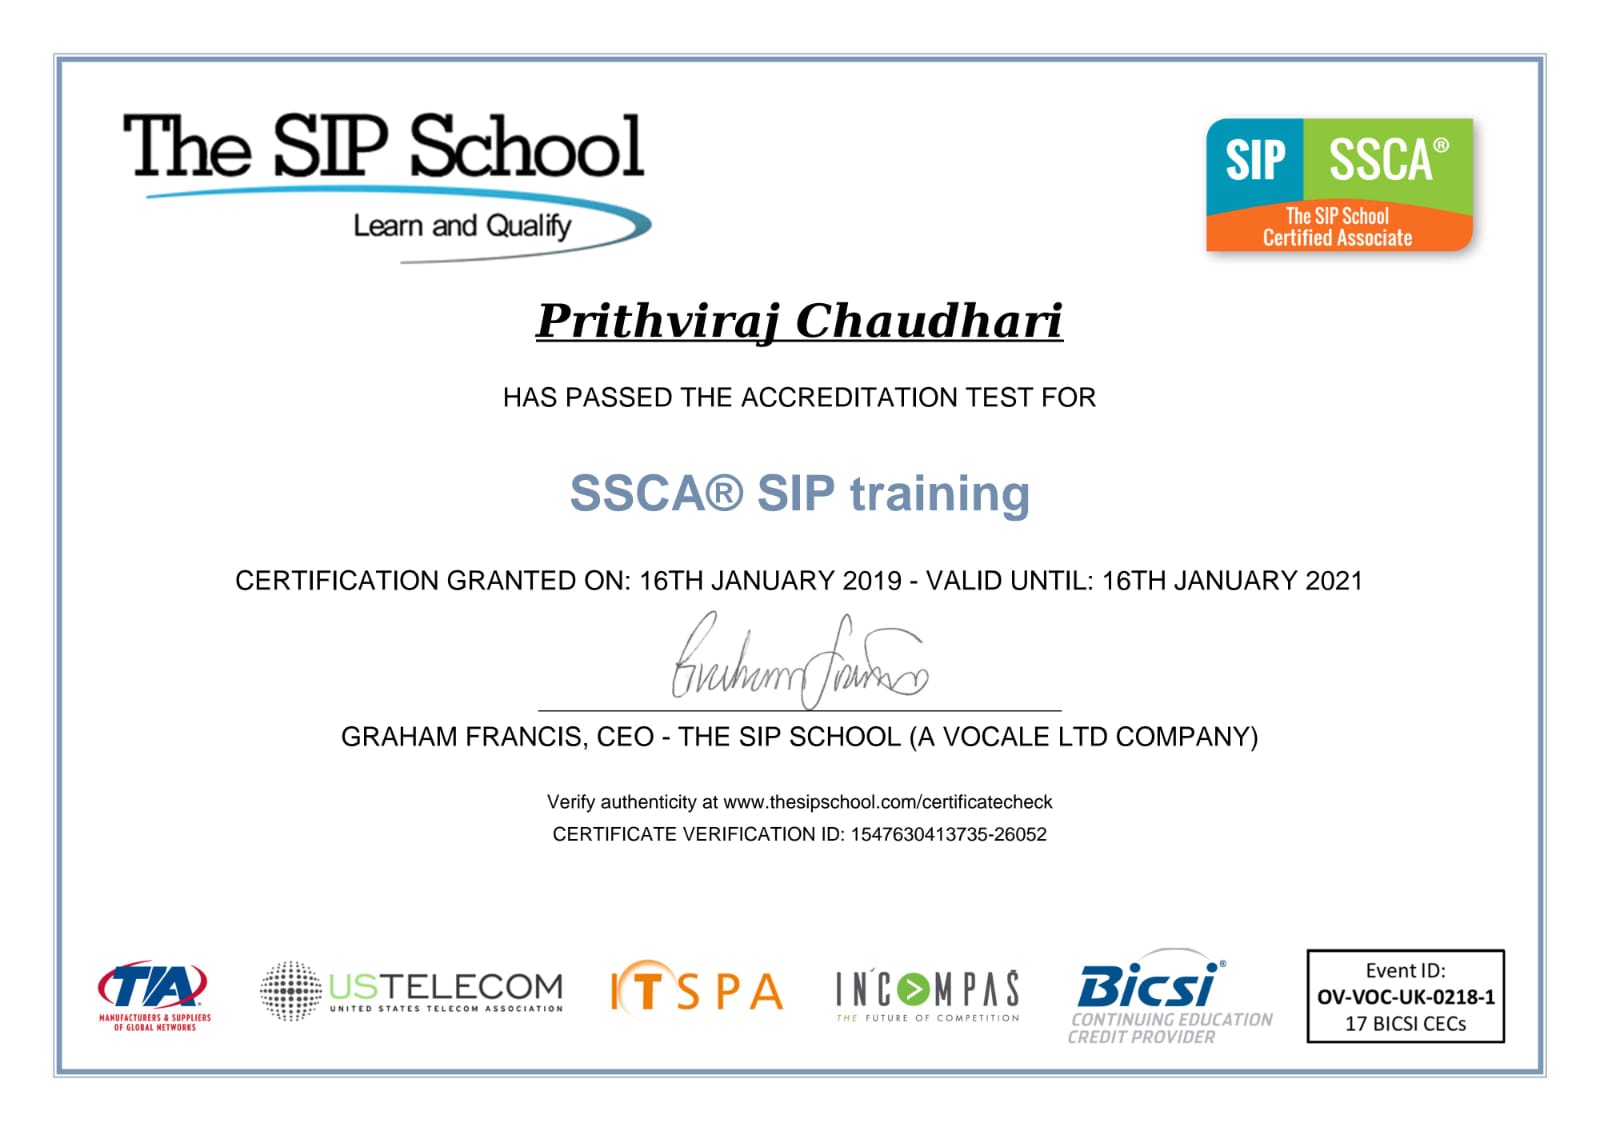 The SIP School
Learn and Qualify
SIP SSCA®
The SIP School
Certified Associate
Prithviraj Chaudhari
HAS PASSED THE ACCREDITATION TEST FOR
SSCA® SIP training
CERTIFICATION GRANTED ON: 16TH JANUARY 2019 - VALID UNTIL: 16TH JANUARY 2021
Graham Francis
GRAHAM FRANCIS, CEO - THE SIP SCHOOL (A VOCALE LTD COMPANY)
Verify authenticity at www.thesipschool.com/certificatecheck
CERTIFICATE VERIFICATION ID: 1547630413735-26052
TIA
MANUFACTURERS & SUPPLIERS
OF GLOBAL NETWORKS
USTELECOM
UNITED STATES TELECOM ASSOCIATION
ITSPA
INCOMPAS
THE FUTURE OF COMPETITION
Bicsi®
CONTINUING EDUCATION
CREDIT PROVIDER
Event ID:
OV-VOC-UK-0218-1
17 BICSI CECs